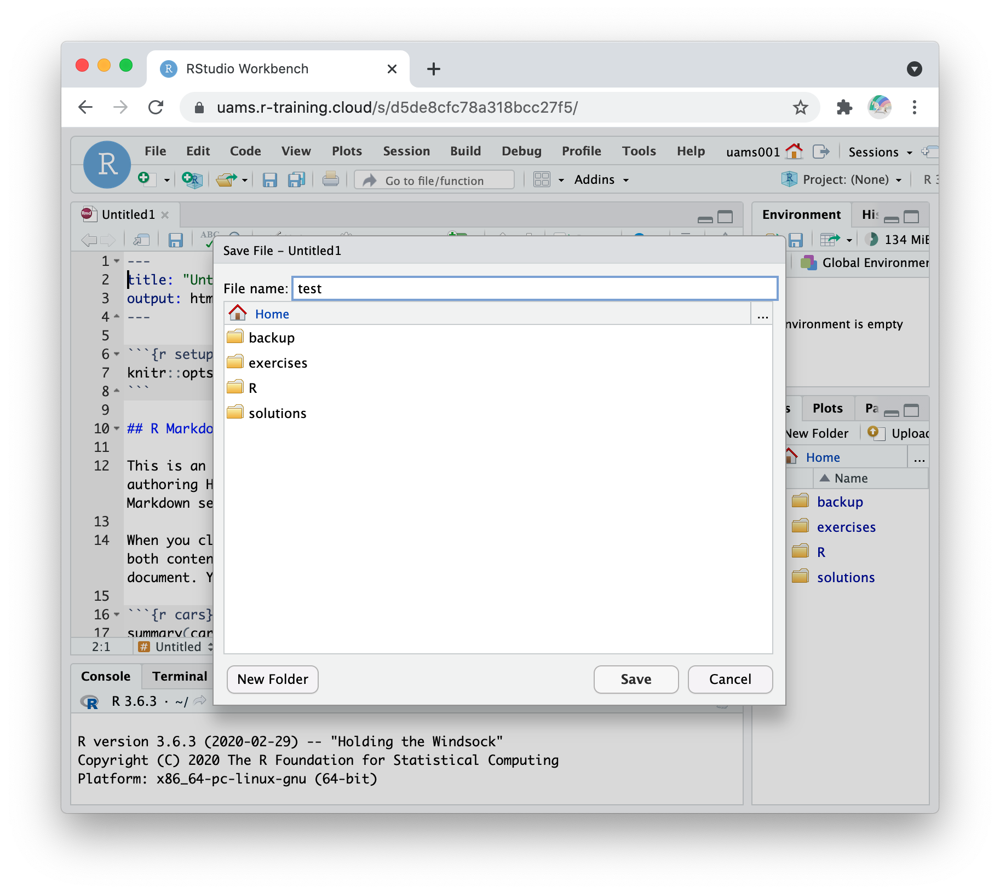 RStudio Workbench
uams.r-training.cloud/s/d5de8cfc78a318bcc27f5/
File Edit Code View Plots Session Build Debug Profile Tools Help uams001 Sessions
R
Go to file/function Addins Project: (None) R
Untitled1
Environment
ABC
134 MiB
Save File – Untitled1
Global Environmen
1 ---
2 title: "Unt
3 output: htm
4 ---
5
6 ```{r setup
7 knitr::opts
8 ```
9
10 ## R Markdo
11
12 This is an
authoring H
Markdown se
13
14 When you cl
both conten
document. Y
15
16 ```{r cars}
17 summary(car
2:1 # Untitled
File name: test
Home ...
backup
exercises
R
solutions
New Folder Save Cancel
nvironment is empty
s Plots Pa
New Folder Upload
Home ...
Name
backup
exercises
R
solutions
Console Terminal
R 3.6.3 · ~/
R version 3.6.3 (2020-02-29) -- "Holding the Windsock"
Copyright (C) 2020 The R Foundation for Statistical Computing
Platform: x86_64-pc-linux-gnu (64-bit)